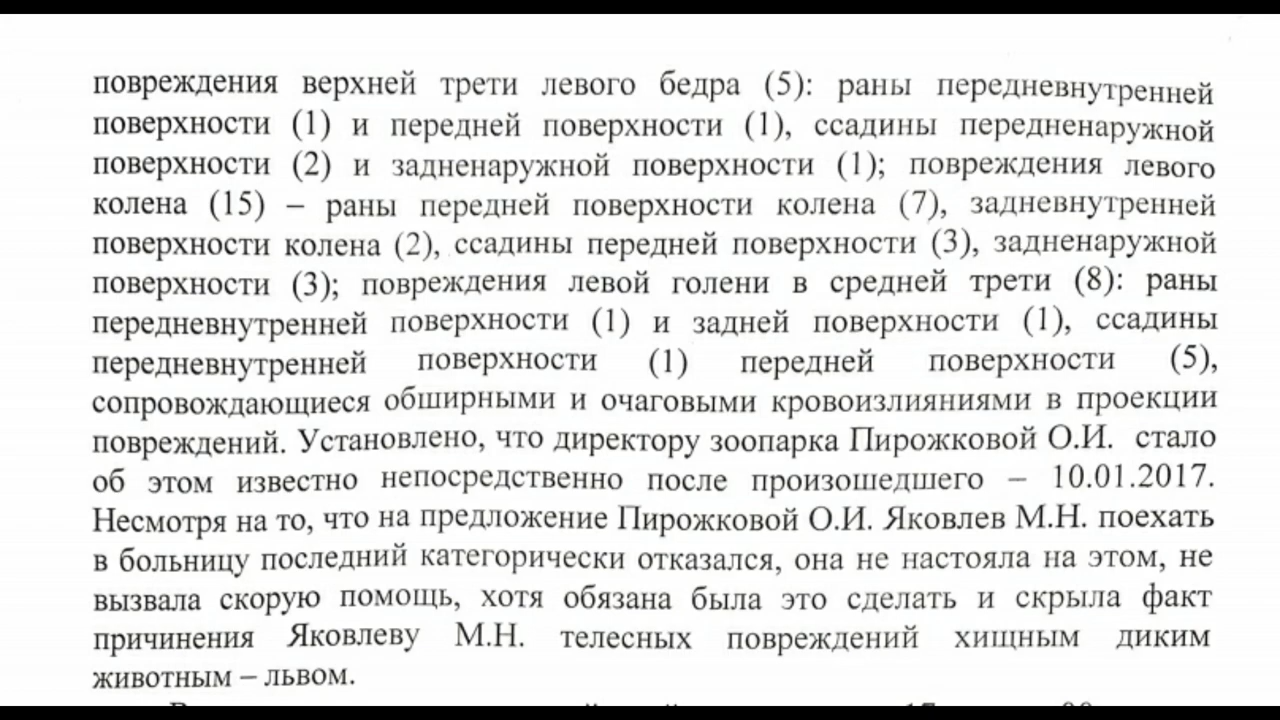 повреждения верхней трети левого бедра (5): раны передневнутренней
поверхности (1) и передней поверхности (1), ссадины передненаружной
поверхности (2) и задненаружной поверхности (1); повреждения левого
колена (15) – раны передней поверхности колена (7), задневнутренней
поверхности колена (2), ссадины передней поверхности (3), задненаружной
поверхности (3); повреждения левой голени в средней трети (8): раны
передневнутренней поверхности (1) и задней поверхности (1), ссадины
передневнутренней поверхности (1) передней поверхности (5),
сопровождающиеся обширными и очаговыми кровоизлияниями в проекции
повреждений. Установлено, что директору зоопарка Пирожковой О.И. стало
об этом известно непосредственно после произошедшего – 10.01.2017.
Несмотря на то, что на предложение Пирожковой О.И. Яковлев М.Н. поехать
в больницу последний категорически отказался, она не настояла на этом, не
вызвала скорую помощь, хотя обязана была это сделать и скрыла факт
причинения Яковлеву М.Н. телесных повреждений хищным диким
животным – львом.